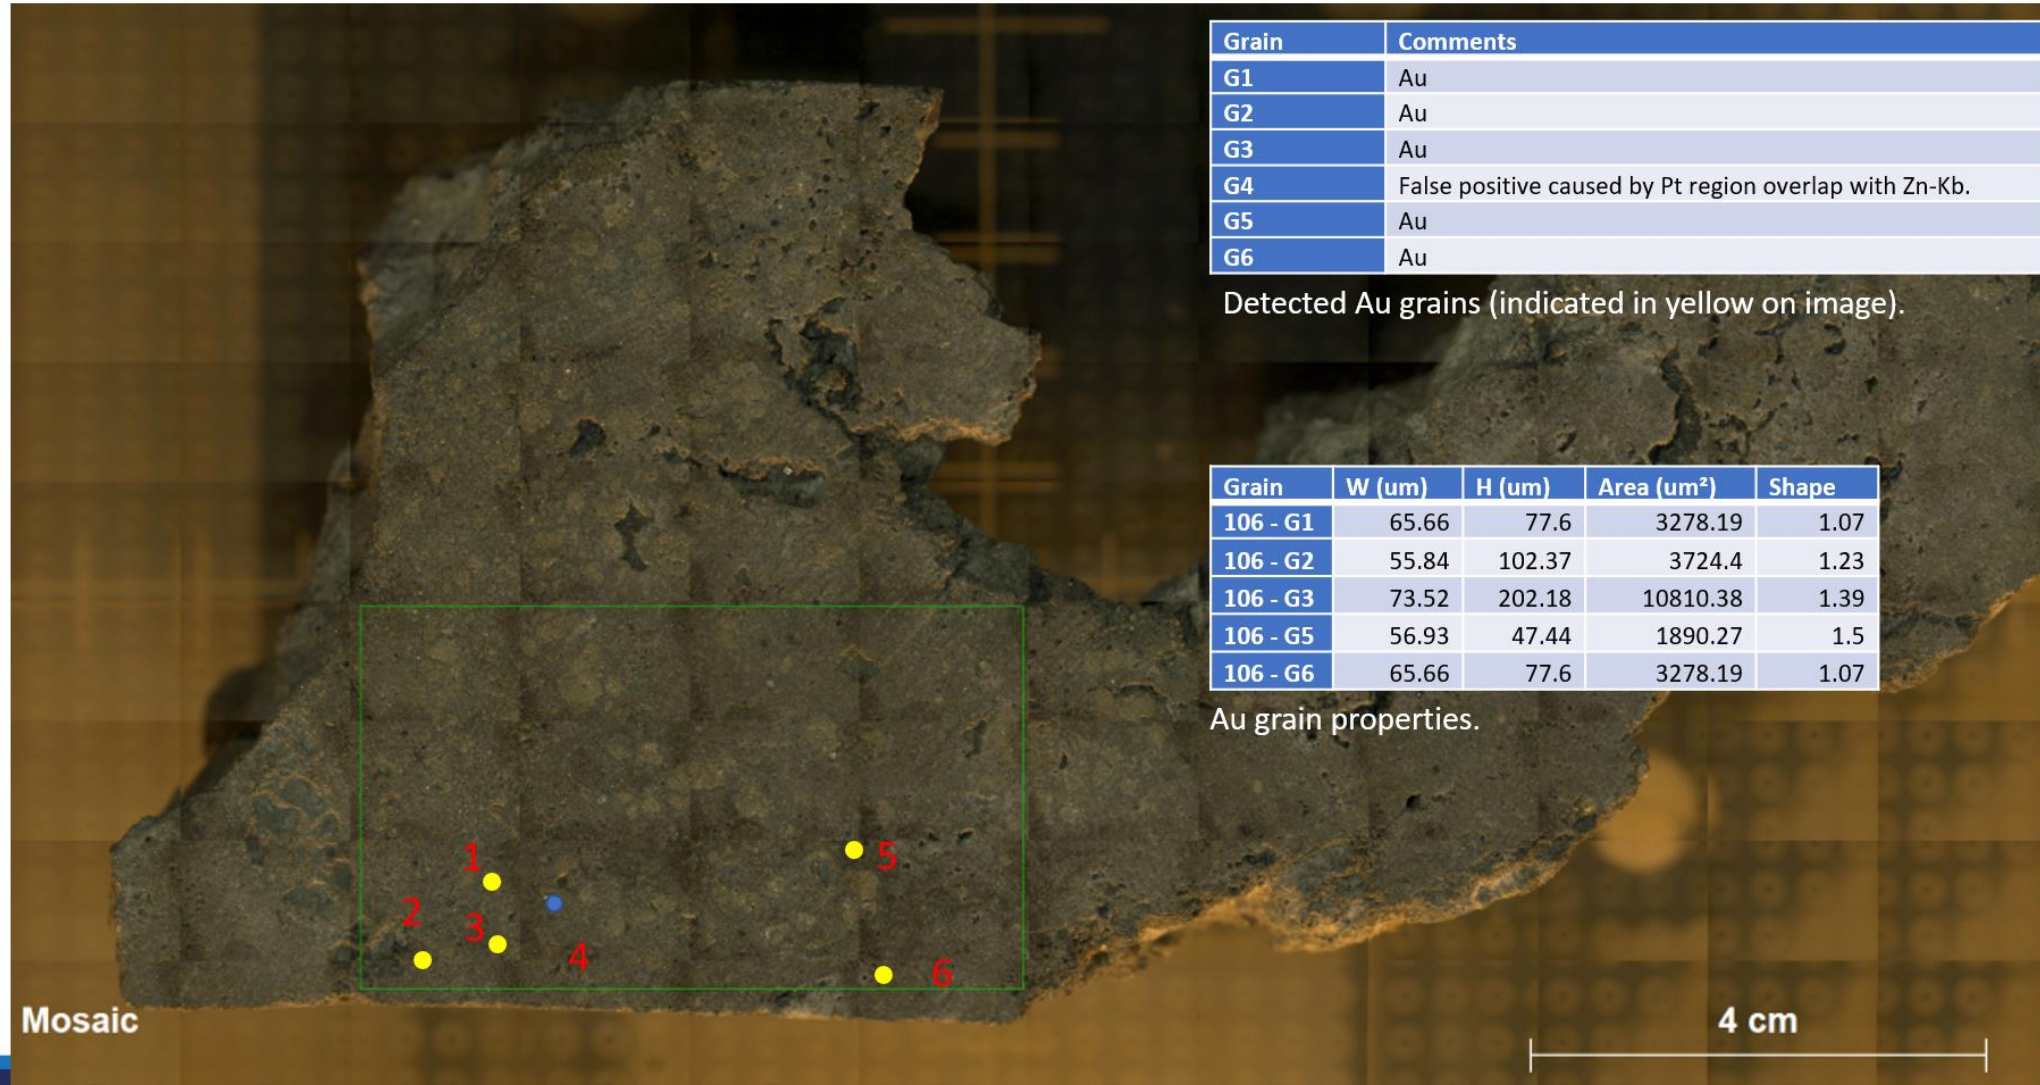 Grain Comments
G1 Au
G2 Au
G3 Au
G4 False positive caused by Pt region overlap with Zn-Kb.
G5 Au
G6 Au
Detected Au grains (indicated in yellow on image).
Grain W (um) H (um) Area (um²) Shape
106 - G1 65.66 77.6 3278.19 1.07
106 - G2 55.84 102.37 3724.4 1.23
106 - G3 73.52 202.18 10810.38 1.39
106 - G5 56.93 47.44 1890.27 1.5
106 - G6 65.66 77.6 3278.19 1.07
Au grain properties.
1
5
2
3
4
6
Mosaic
4 cm